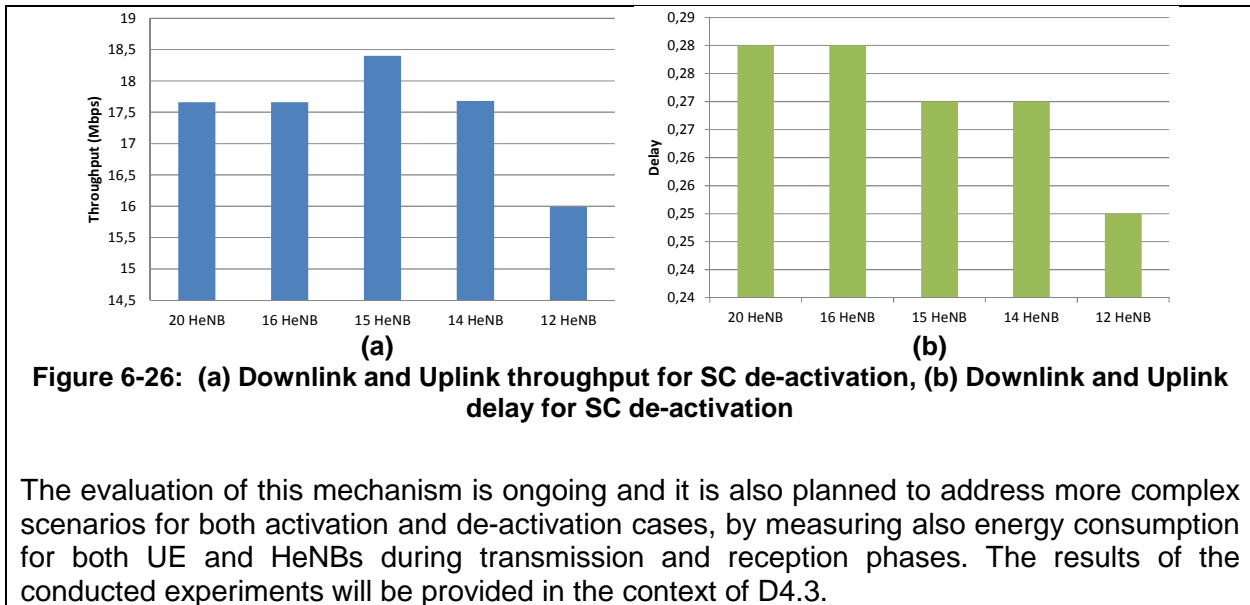 19
18,5
18
17,5
17
16,5
16
15,5
15
14,5
Throughput (Mbps)
20 HeNB 16 HeNB 15 HeNB 14 HeNB 12 HeNB
(a)
0,29
0,28
0,28
0,27
0,27
0,26
0,26
0,25
0,25
0,24
0,24
Delay
20 HeNB 16 HeNB 15 HeNB 14 HeNB 12 HeNB
(b)
Figure 6-26: (a) Downlink and Uplink throughput for SC de-activation, (b) Downlink and Uplink
delay for SC de-activation
The evaluation of this mechanism is ongoing and it is also planned to address more complex
scenarios for both activation and de-activation cases, by measuring also energy consumption
for both UE and HeNBs during transmission and reception phases. The results of the
conducted experiments will be provided in the context of D4.3.